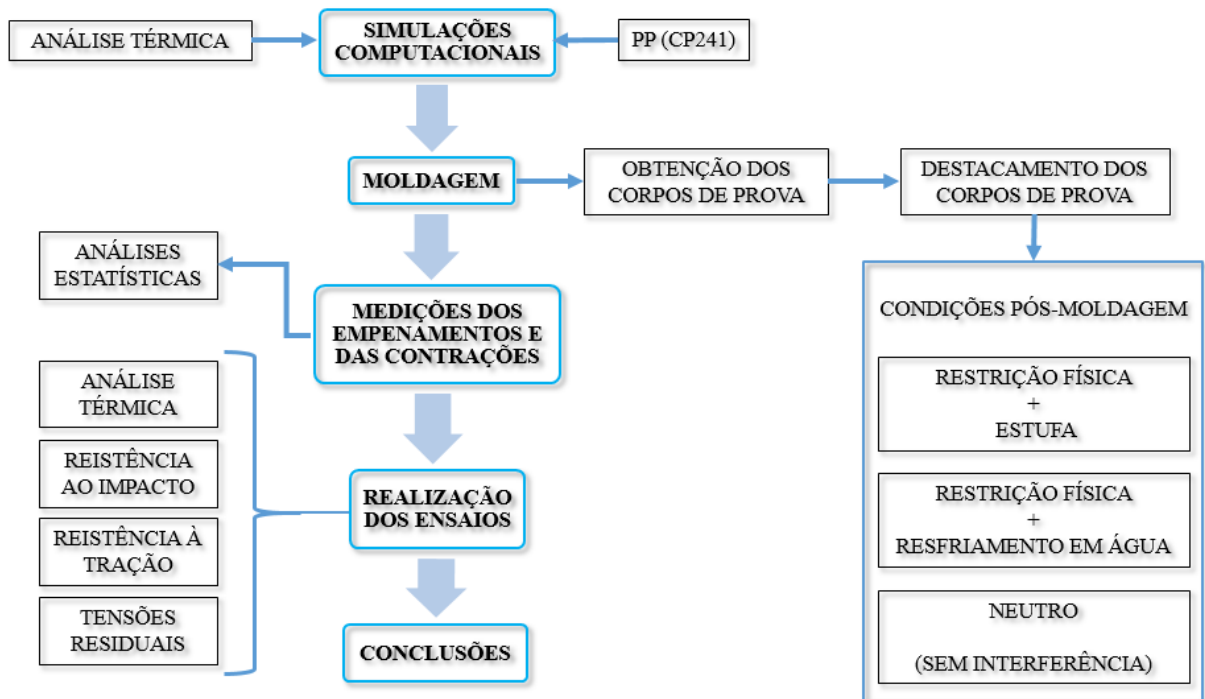 ANÁLISE TÉRMICA
SIMULAÇÕES
COMPUTACIONAIS
PP (CP241)
MOLDAGEM
OBTENÇÃO DOS
CORPOS DE PROVA
DESTACAMENTO DOS
CORPOS DE PROVA
ANÁLISES
ESTATÍSTICAS
MEDIÇÕES DOS
EMPENAMENTOS E
DAS CONTRAÇÕES
CONDIÇÕES PÓS-MOLDAGEM
RESTRIÇÃO FÍSICA
+
ESTUFA
RESTRIÇÃO FÍSICA
+
RESFRIAMENTO EM ÁGUA
NEUTRO
(SEM INTERFERÊNCIA)
ANÁLISE
TÉRMICA
REISTÊNCIA
AO IMPACTO
REISTÊNCIA À
TRAÇÃO
TENSÕES
RESIDUAIS
REALIZAÇÃO
DOS ENSAIOS
CONCLUSÕES